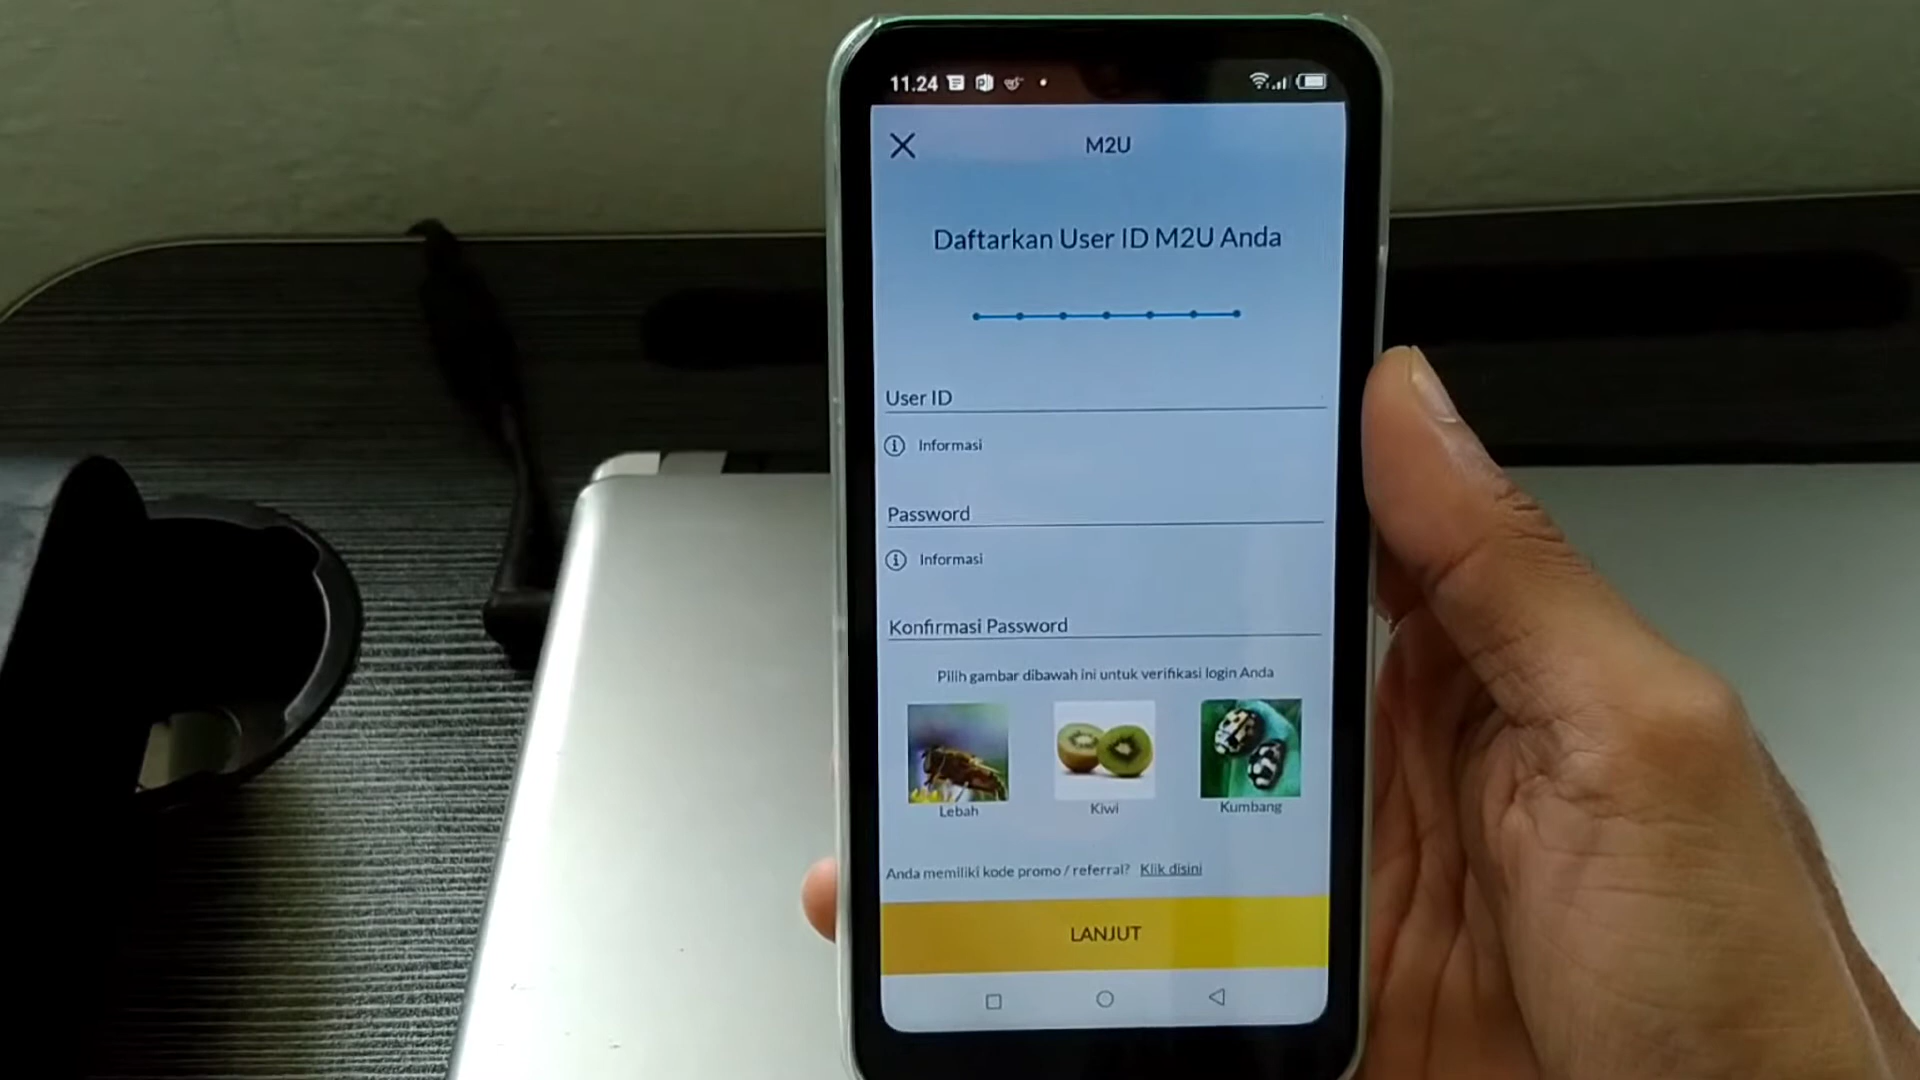 11.24
M2U
Daftarkan User ID M2U Anda
User ID
Informasi
Password
Informasi
Konfirmasi Password
Pilih gambar dibawah ini untuk verifikasi login Anda
Lebah Kiwi Kumbang
Anda memiliki kode promo / referral? Klik disini
LANJUT